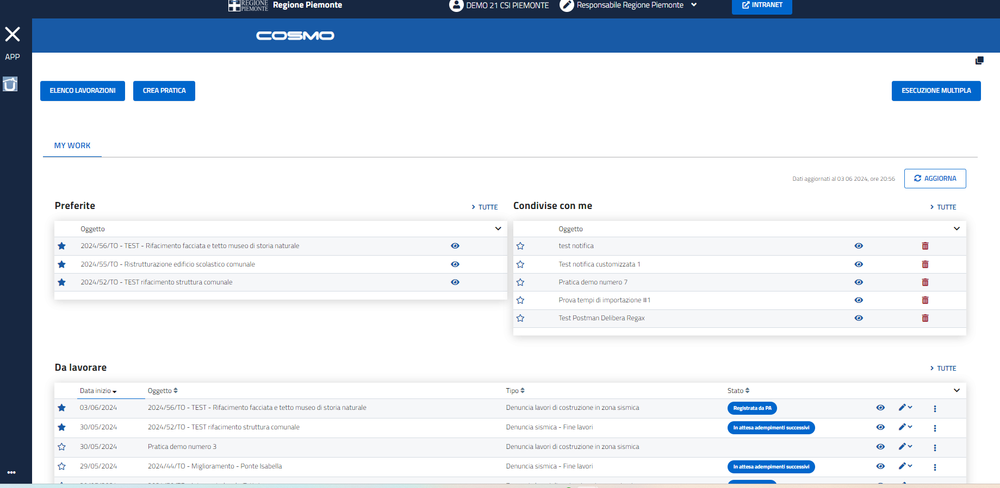 REGIONE
PIEMONTE
Regione Piemonte
DEMO 21 CSI PIEMONTE
Responsabile Regione Piemonte
INTRANET
COSMO
APP
ELENCO LAVORAZIONI
CREA PRATICA
ESECUZIONE MULTIPLA
MY WORK
Dati aggiornati al 03 06 2024, ore 20:56
AGGIORNA
Preferite
TUTTE
Oggetto
2024/56/TO - TEST - Rifacimento facciata e tetto museo di storia naturale
2024/55/TO - Ristrutturazione edificio scolastico comunale
2024/52/TO - TEST rifacimento struttura comunale
Condivise con me
TUTTE
Oggetto
test notifica
Test notifica customizzata 1
Pratica demo numero 7
Prova tempi di importazione #1
Test Postman Delibera Regax
Da lavorare
TUTTE
Data inizio Oggetto Tipo Stato
03/06/2024 2024/56/TO - TEST - Rifacimento facciata e tetto museo di storia naturale Denuncia lavori di costruzione in zona sismica Registrata da PA
30/05/2024 2024/52/TO - TEST rifacimento struttura comunale Denuncia sismica - Fine lavori In attesa adempimenti successivi
30/05/2024 Pratica demo numero 3 Denuncia lavori di costruzione in zona sismica
29/05/2024 2024/44/TO - Miglioramento - Ponte Isabella Denuncia sismica - Fine lavori In attesa adempimenti successivi